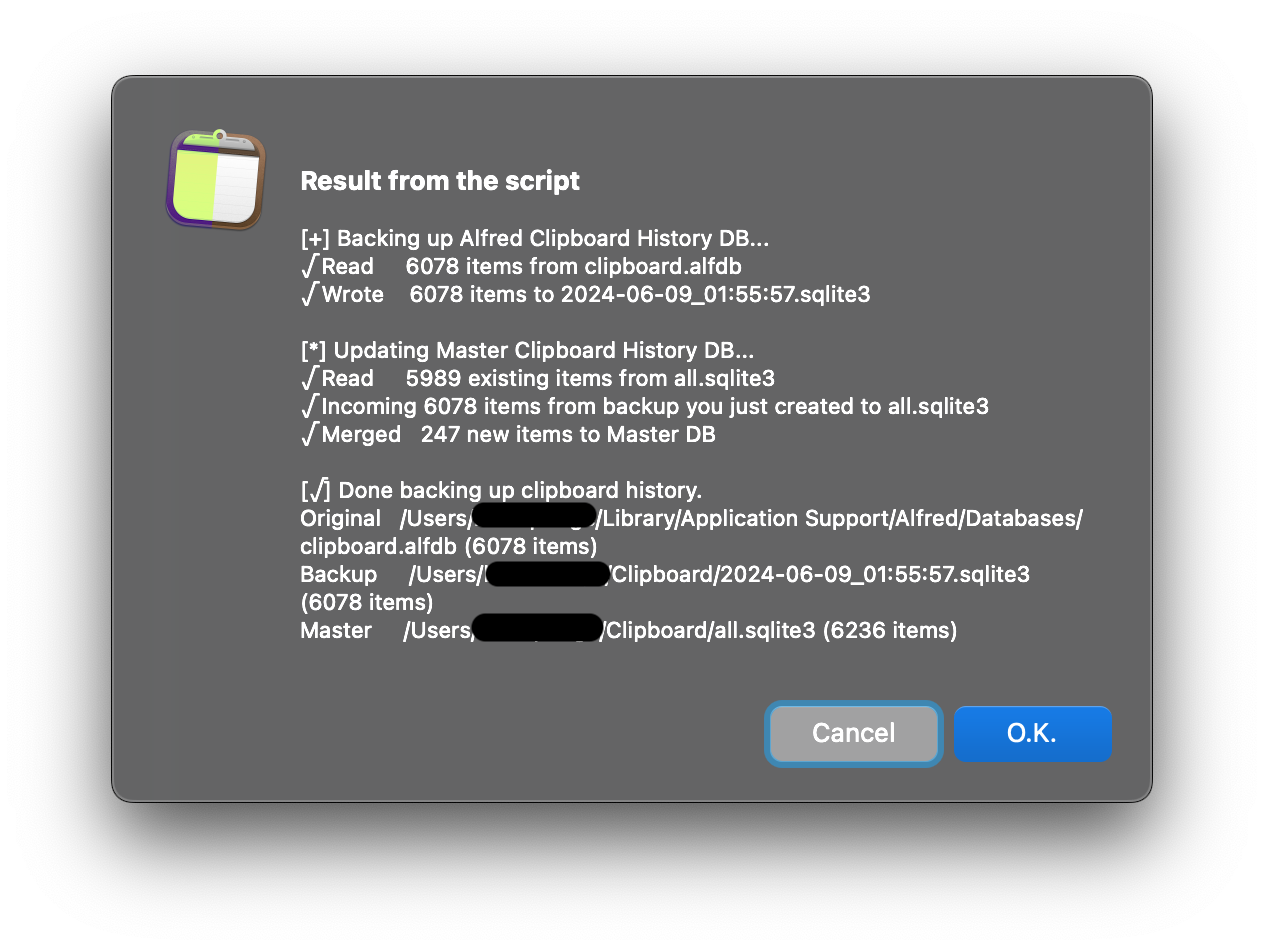 Result from the script
[+] Backing up Alfred Clipboard History DB...
√Read 6078 items from clipboard.alfdb
√Wrote 6078 items to 2024-06-09_01:55:57.sqlite3
[*] Updating Master Clipboard History DB...
√Read 5989 existing items from all.sqlite3
√Incoming 6078 items from backup you just created to all.sqlite3
√Merged 247 new items to Master DB
[√] Done backing up clipboard history.
Original /Users/ /Library/Application Support/Alfred/Databases/
clipboard.alfdb (6078 items)
Backup /Users/ /Clipboard/2024-06-09_01:55:57.sqlite3
(6078 items)
Master /Users/ /Clipboard/all.sqlite3 (6236 items)
Cancel O.K.